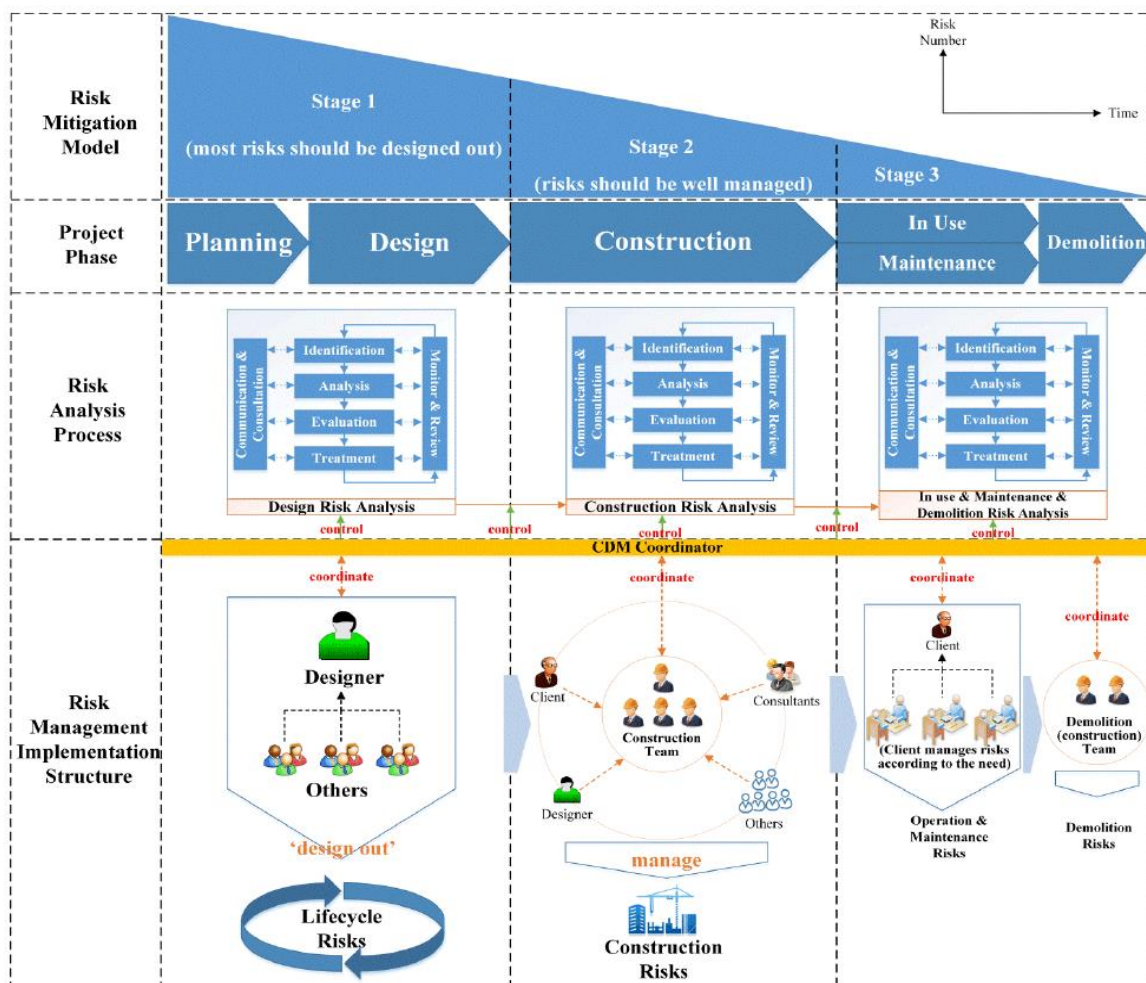 Risk
Mitigation
Model
Stage 1
(most risks should be designed out)
Stage 2
(risks should be well managed)
Stage 3
Risk
Number
Time
Project
Phase
Planning
Design
Construction
In Use
Maintenance
Demolition
Risk
Analysis
Process
Communication &
Consultation
Identification
Analysis
Evaluation
Treatment
Monitor & Review
Design Risk Analysis
Communication &
Consultation
Identification
Analysis
Evaluation
Treatment
Monitor & Review
Construction Risk Analysis
Communication &
Consultation
Identification
Analysis
Evaluation
Treatment
Monitor & Review
In use & Maintenance &
Demolition Risk Analysis
control
control
control
control
control
CDM Coordinator
Risk
Management
Implementation
Structure
coordinate
Designer
Others
'design out'
Lifecycle
Risks
coordinate
Client
Consultants
Construction
Team
Designer
Others
manage
Construction
Risks
coordinate
Client
(Client manages risks
according to the need)
Operation &
Maintenance
Risks
coordinate
Demolition
(construction)
Team
Demolition
Risks